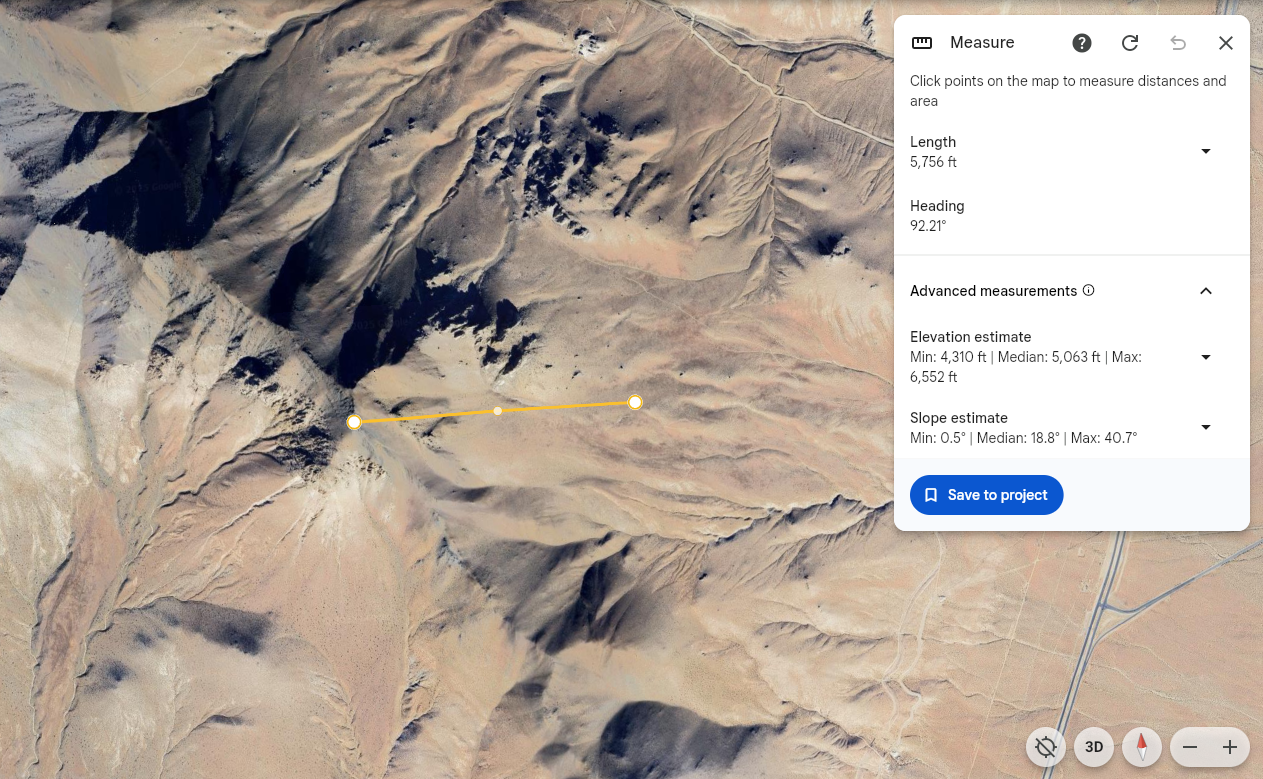 Measure
Click points on the map to measure distances and
area
Length
5,756 ft
Heading
92.21°
Advanced measurements
Elevation estimate
Min: 4,310 ft | Median: 5,063 ft | Max:
6,552 ft
Slope estimate
Min: 0.5° | Median: 18.8° | Max: 40.7°
Save to project
3D